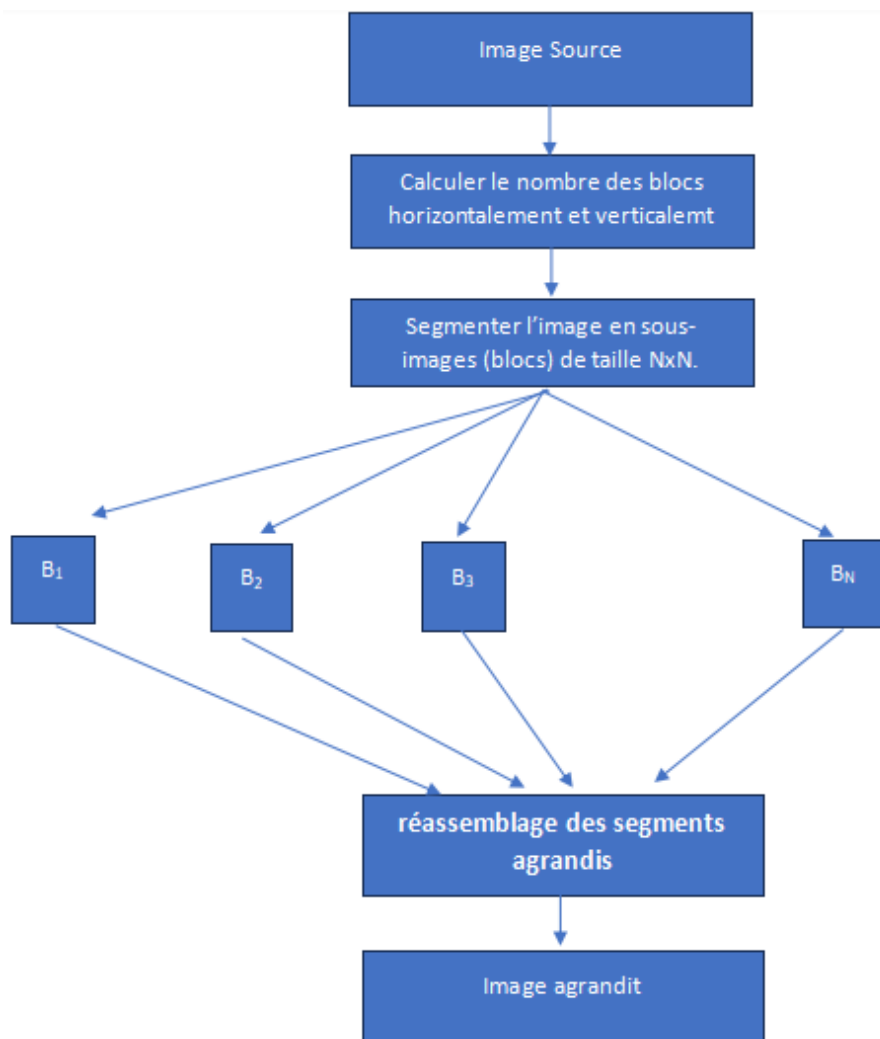 Image Source
Calculer le nombre des blocs
horizontalement et verticalemt
Segmenter l’image en sous-
images (blocs) de taille NxN.
B₁
B₂
B₃
B_N
réassemblage des segments
agrandis
Image agrandit